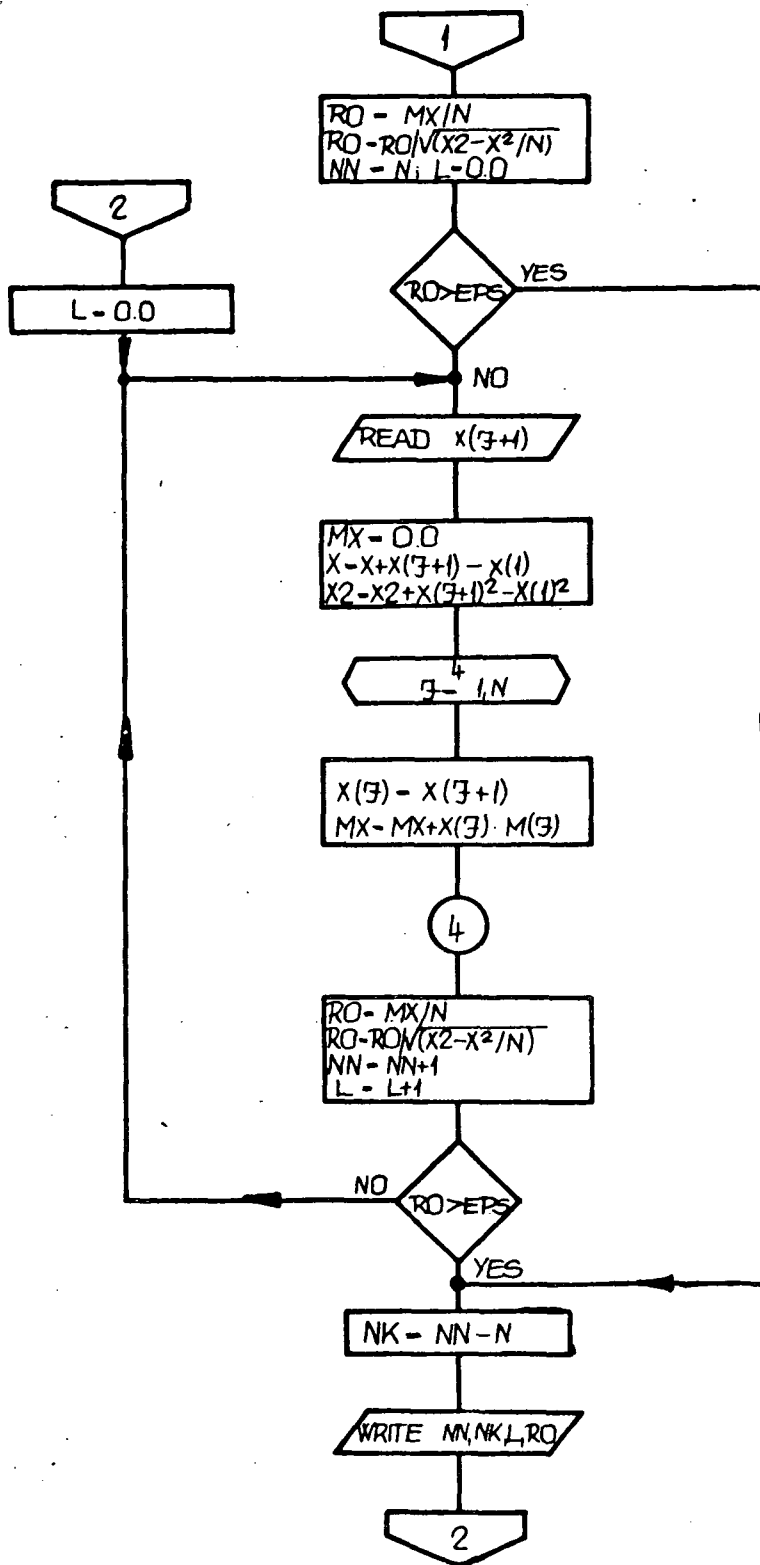 1
RO - MX/N
RO-RO/√(X2-X²/N)
NN - N; L-0.0
2
L - 0.0
RO>EPS
YES
NO
READ X(J+1)
MX - 0.0
X-X+X(J+1) - X(1)
X2-X2+X(J+1)²-X(1)²
4
J- 1,N
X(J) - X(J+1)
MX-MX+X(J)·M(J)
4
RO- MX/N
RO-RO/√(X2-X²/N)
NN - NN+1
L - L+1
NO
RO>EPS
YES
NK - NN-N
WRITE NN,NK,L,RO
2